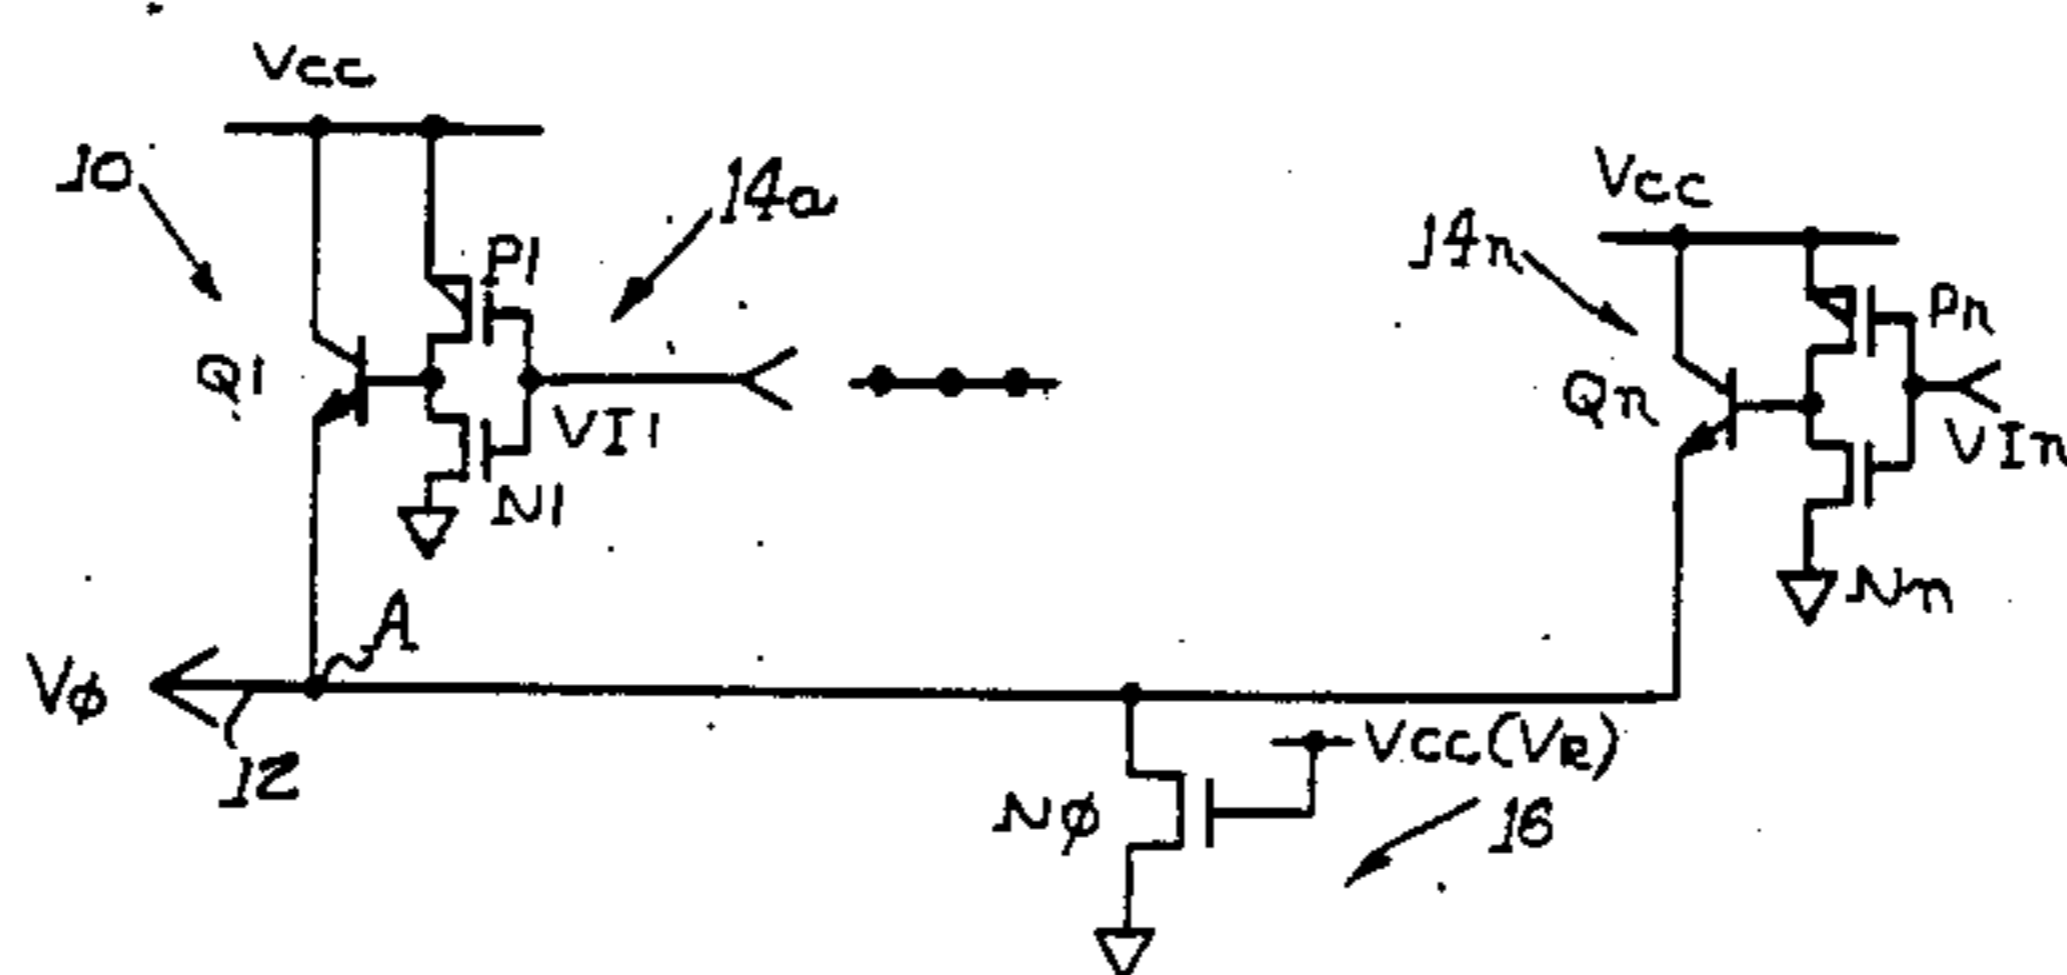 Vcc
10
14a
P1
Q1
VI1
N1
A
Vφ
12
Vcc
14n
Pn
Qn
VIn
Nn
Vcc(VR)
Nφ
16